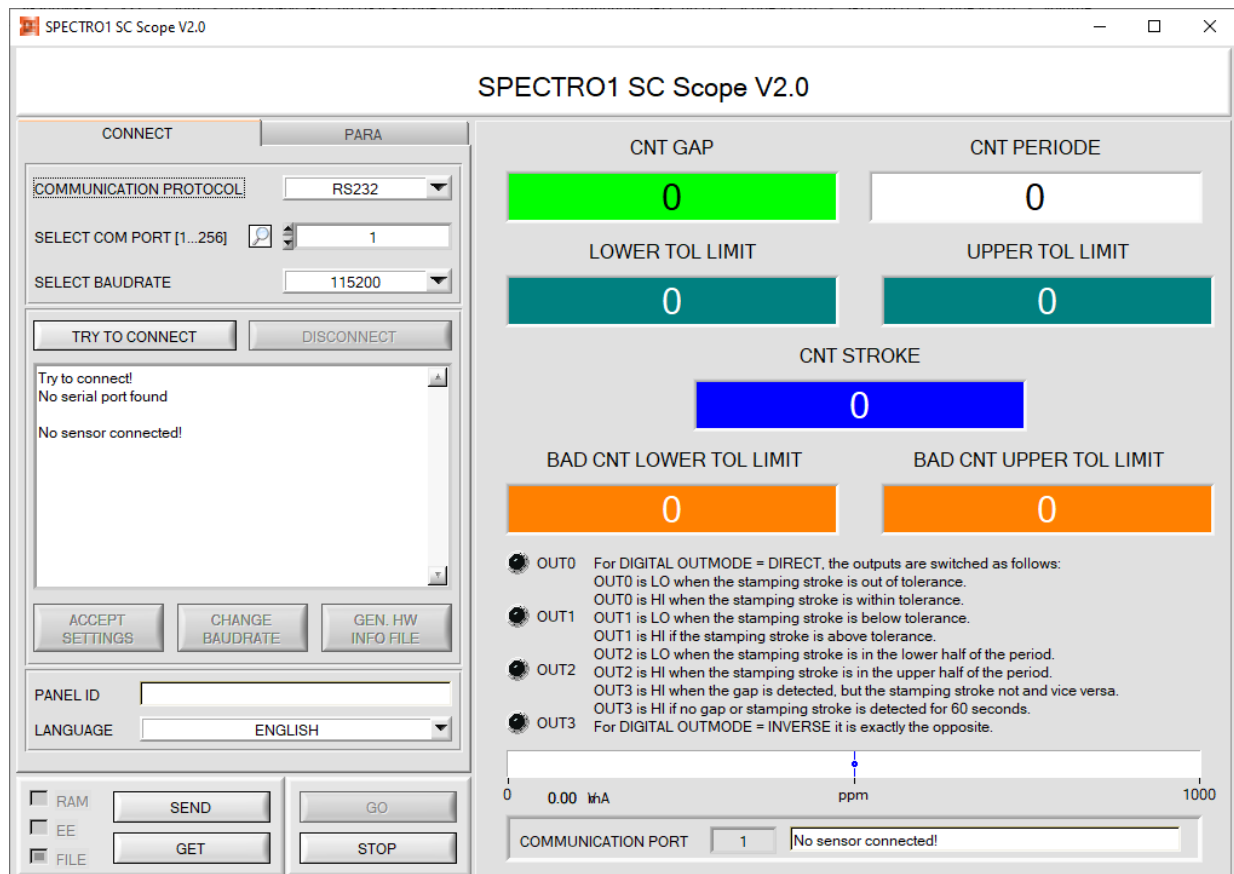 SPECTRO1 SC Scope V2.0
SPECTRO1 SC Scope V2.0
CONNECT
PARA
COMMUNICATION PROTOCOL
RS232
SELECT COM PORT [1...256]
1
SELECT BAUDRATE
115200
TRY TO CONNECT
DISCONNECT
Try to connect!
No serial port found
No sensor connected!
ACCEPT
SETTINGS
CHANGE
BAUDRATE
GEN. HW
INFO FILE
PANEL ID
LANGUAGE
ENGLISH
RAM
EE
FILE
SEND
GET
GO
STOP
CNT GAP
0
CNT PERIODE
0
LOWER TOL LIMIT
0
UPPER TOL LIMIT
0
CNT STROKE
0
BAD CNT LOWER TOL LIMIT
0
BAD CNT UPPER TOL LIMIT
0
OUT0
OUT1
OUT2
OUT3
For DIGITAL OUTMODE = DIRECT, the outputs are switched as follows:
OUT0 is LO when the stamping stroke is out of tolerance.
OUT0 is HI when the stamping stroke is within tolerance.
OUT1 is LO when the stamping stroke is below tolerance.
OUT1 is HI if the stamping stroke is above tolerance.
OUT2 is LO when the stamping stroke is in the lower half of the period.
OUT2 is HI when the stamping stroke is in the upper half of the period.
OUT3 is HI when the gap is detected, but the stamping stroke not and vice versa.
OUT3 is HI if no gap or stamping stroke is detected for 60 seconds.
For DIGITAL OUTMODE = INVERSE it is exactly the opposite.
0
0.00
ppm
1000
COMMUNICATION PORT
1
No sensor connected!